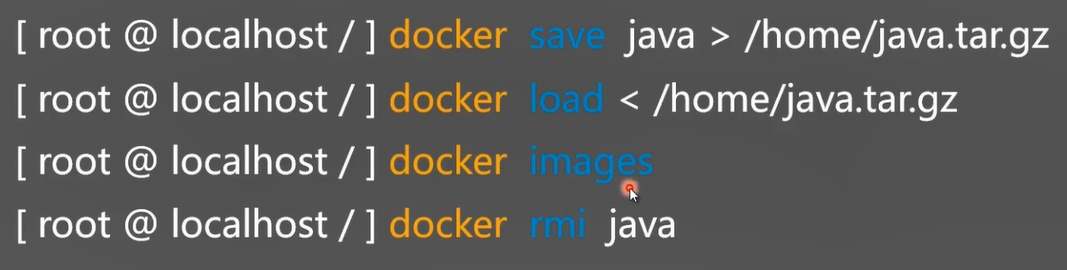 [ root @ localhost / ] docker save java > /home/java.tar.gz
[ root @ localhost / ] docker load < /home/java.tar.gz
[ root @ localhost / ] docker images
[ root @ localhost / ] docker rmi java